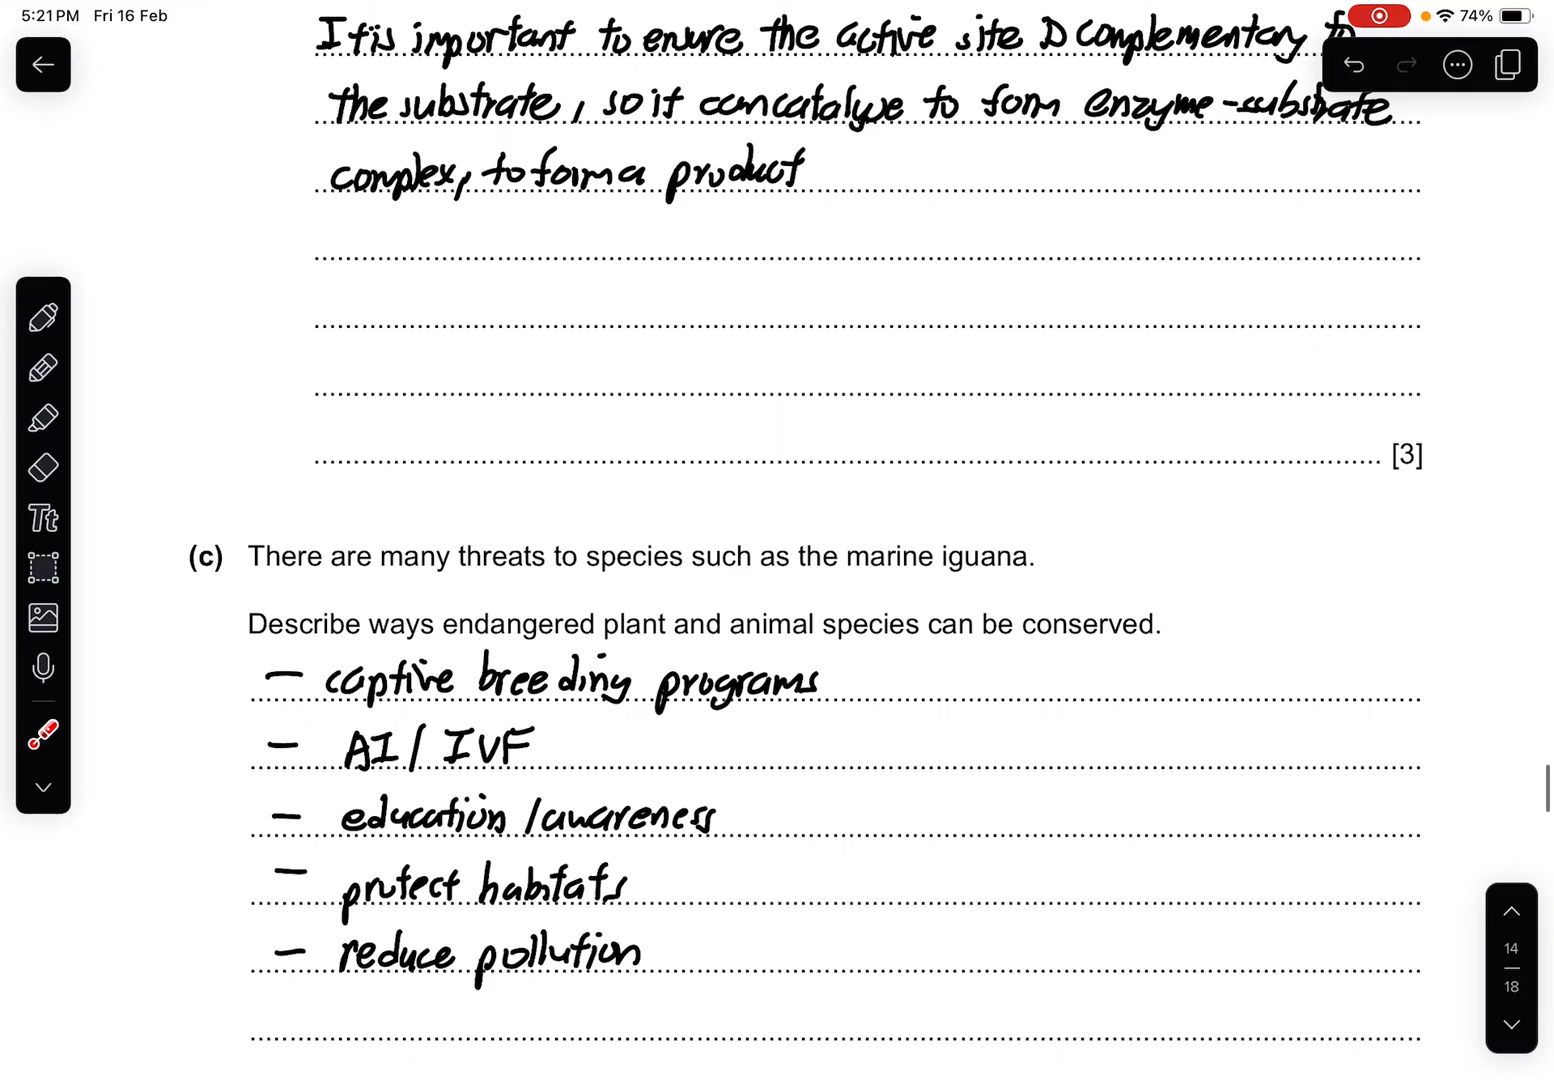 5:21 PM Fri 16 Feb
74%
It is important to ensure the active site D complementary to
the substrate, so it can catalyse to form enzyme-substrate
complex, to form a product
[3]
(c) There are many threats to species such as the marine iguana.
Describe ways endangered plant and animal species can be conserved.
— captive breeding programs
— AI / IVF
— education / awareness
— protect habitats
— reduce pollution
Tt
14
18